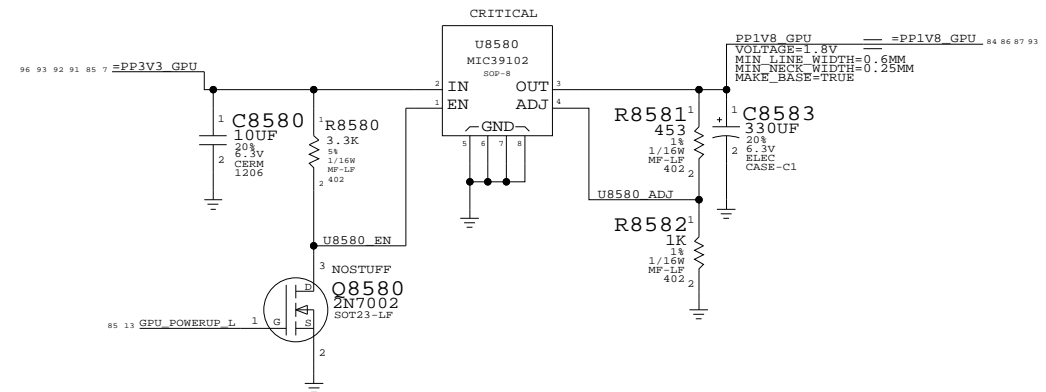 CRITICAL
U8580
MIC39102
SOP-8
PP1V8_GPU
=PP1V8_GPU
84 86 87 93
VOLTAGE=1.8V
MIN_LINE_WIDTH=0.6MM
MIN_NECK_WIDTH=0.25MM
MAKE_BASE=TRUE
96 93 92 91 85 7
=PP3V3_GPU
2
IN
OUT
3
1
EN
ADJ
4
GND
5
6
7
8
1
C8580
10UF
20%
6.3V
CERM
1206
2
1
R8580
3.3K
5%
1/16W
MF-LF
402
2
R8581
1
453
1%
1/16W
MF-LF
402
2
1
C8583
+
330UF
20%
6.3V
ELEC
CASE-C1
2
U8580_ADJ
R8582
1
1K
1%
1/16W
MF-LF
402
2
U8580_EN
3
NOSTUFF
D
Q8580
2N7002
SOT23-LF
85 13
GPU_POWERUP_L
1
G
S
2